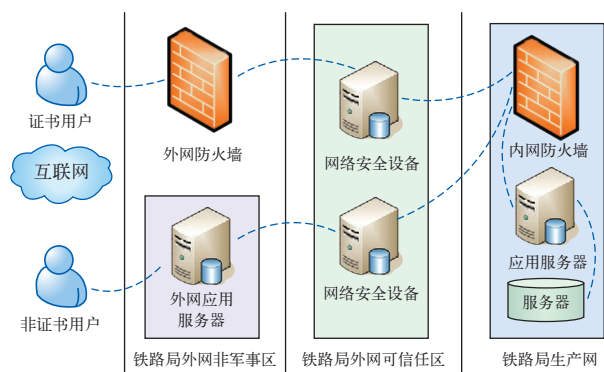 证书用户
互联网
非证书用户
外网防火墙
外网应用
服务器
铁路局外网非军事区
网络安全设备
网络安全设备
铁路局外网可信任区
内网防火墙
应用服务器
服务器
铁路局生产网